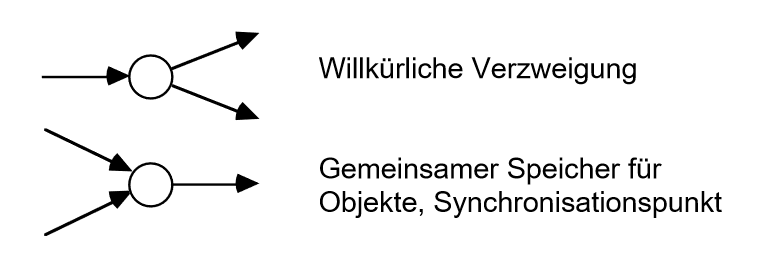 Willkürliche Verzweigung
Gemeinsamer Speicher für
Objekte, Synchronisationspunkt